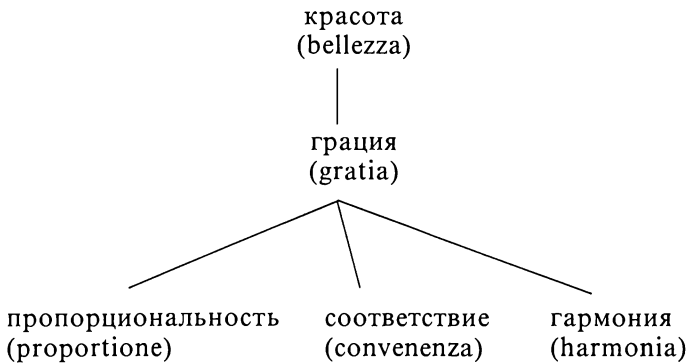 красота
(bellezza)
грация
(gratia)
пропорциональность
(proportione)
соответствие
(convenenza)
гармония
(harmonia)